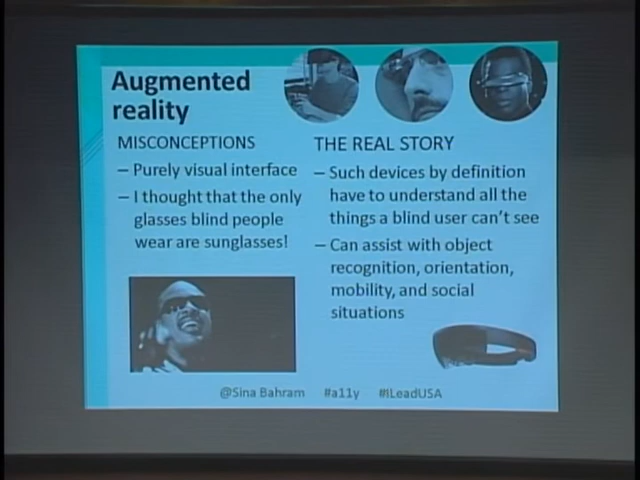 Augmented
reality
MISCONCEPTIONS
– Purely visual interface
– I thought that the only
glasses blind people
wear are sunglasses!
THE REAL STORY
– Such devices by definition
have to understand all the
things a blind user can't see
– Can assist with object
recognition, orientation,
mobility, and social
situations
@Sina Bahram #a11y #ILeadUSA